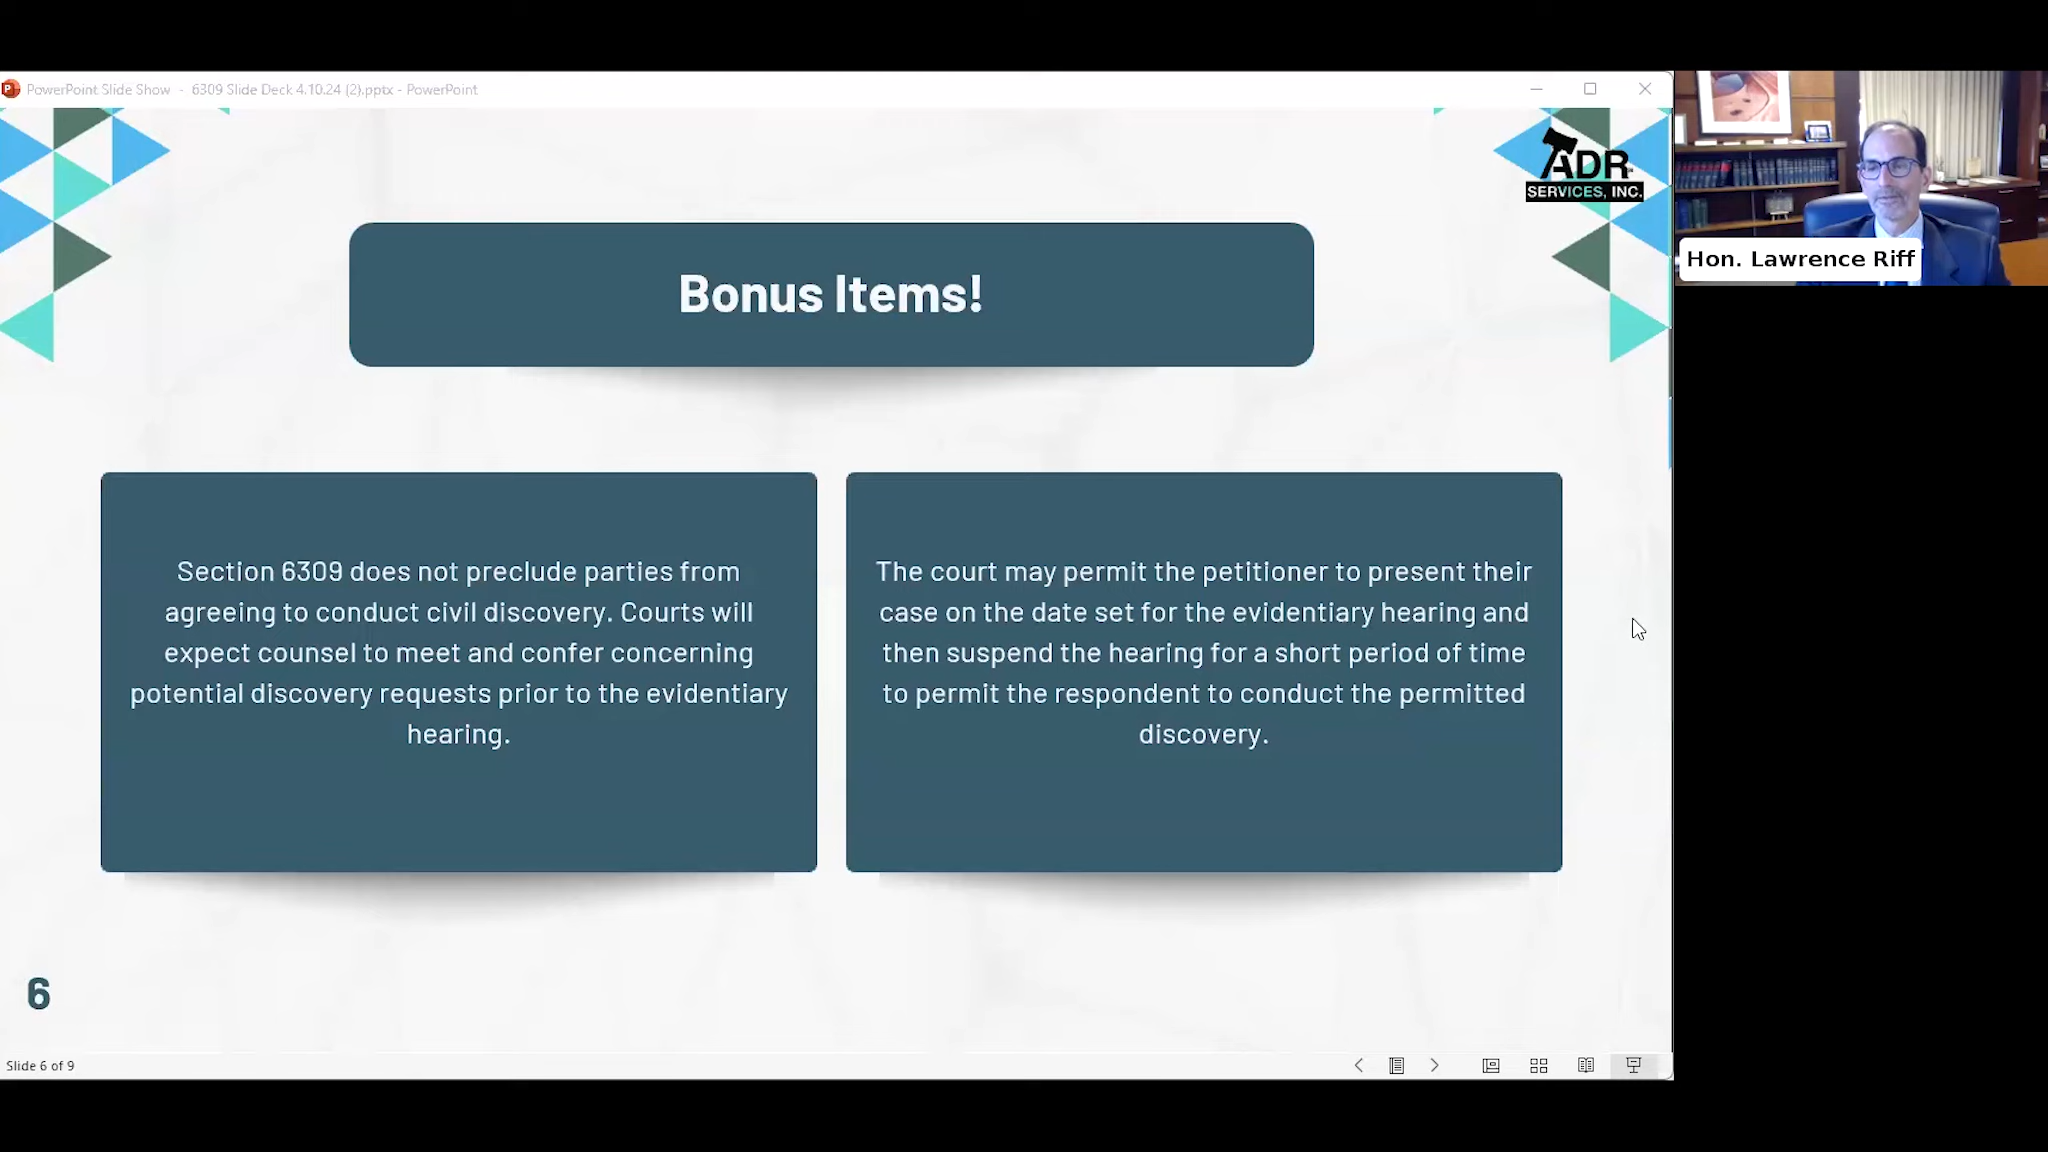 PowerPoint Slide Show - 6309 Slide Deck 4.10.24 (2).pptx - PowerPoint
ADR
SERVICES, INC.
Hon. Lawrence Riff
Bonus Items!
Section 6309 does not preclude parties from
agreeing to conduct civil discovery. Courts will
expect counsel to meet and confer concerning
potential discovery requests prior to the evidentiary
hearing.
The court may permit the petitioner to present their
case on the date set for the evidentiary hearing and
then suspend the hearing for a short period of time
to permit the respondent to conduct the permitted
discovery.
6
Slide 6 of 9